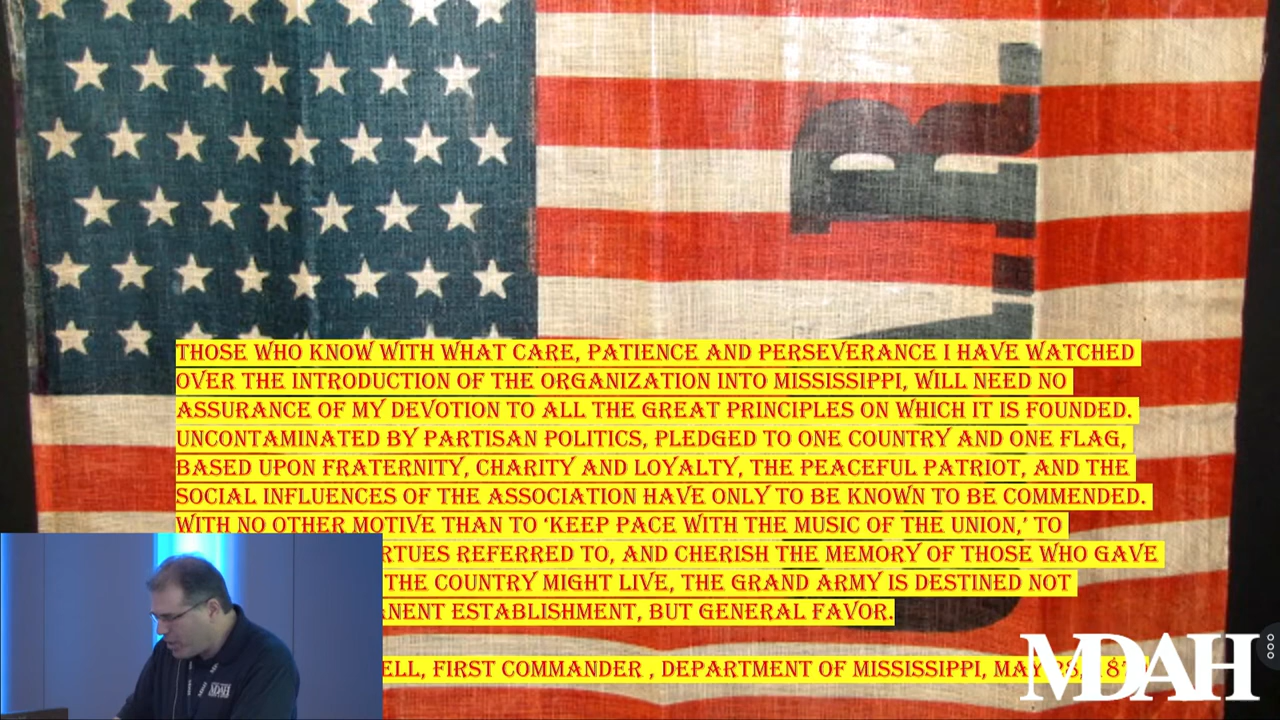 THOSE WHO KNOW WITH WHAT CARE, PATIENCE AND PERSEVERANCE I HAVE WATCHED
OVER THE INTRODUCTION OF THE ORGANIZATION INTO MISSISSIPPI, WILL NEED NO
ASSURANCE OF MY DEVOTION TO ALL THE GREAT PRINCIPLES ON WHICH IT IS FOUNDED.
UNCONTAMINATED BY PARTISAN POLITICS, PLEDGED TO ONE COUNTRY AND ONE FLAG,
BASED UPON FRATERNITY, CHARITY AND LOYALTY, THE PEACEFUL PATRIOT, AND THE
SOCIAL INFLUENCES OF THE ASSOCIATION HAVE ONLY TO BE KNOWN TO BE COMMENDED.
WITH NO OTHER MOTIVE THAN TO ‘KEEP PACE WITH THE MUSIC OF THE UNION,’ TO
REFERRED TO, AND CHERISH THE MEMORY OF THOSE WHO GAVE
THE COUNTRY MIGHT LIVE, THE GRAND ARMY IS DESTINED NOT
ESTABLISHMENT, BUT GENERAL FAVOR.
FIRST COMMANDER , DEPARTMENT OF MISSISSIPPI,
MDAH
MDAH